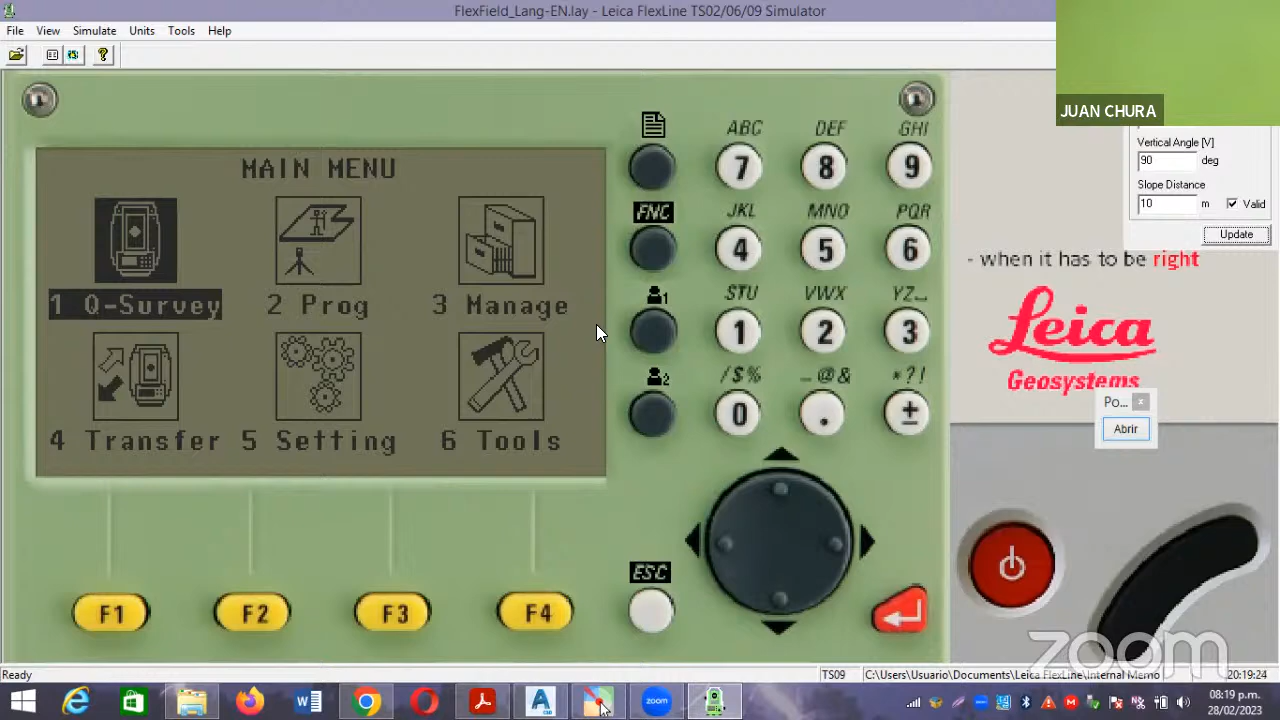 FlexField_Lang-EN.lay - Leica FlexLine TS02/06/09 Simulator
File View Simulate Units Tools Help
JUAN CHURA
Vertical Angle [V]
90 deg
Slope Distance
10 m Valid
Update
- when it has to be right
Leica
Geosystems
Po... x
Abrir
MAIN MENU
1 Q-Survey 2 Prog 3 Manage
4 Transfer 5 Setting 6 Tools
ABC DEF GHI
7 8 9
FNC JKL MNO PQR
4 5 6
1 STU VWX YZ_
1 2 3
2 /$% _@& *?!
0 . ±
ESC
F1 F2 F3 F4
zoom
Ready TS09 C:\Users\Usuario\Documents\Leica FlexLine\Internal Memo 20:19:24
zoom
08:19 p.m.
28/02/2023